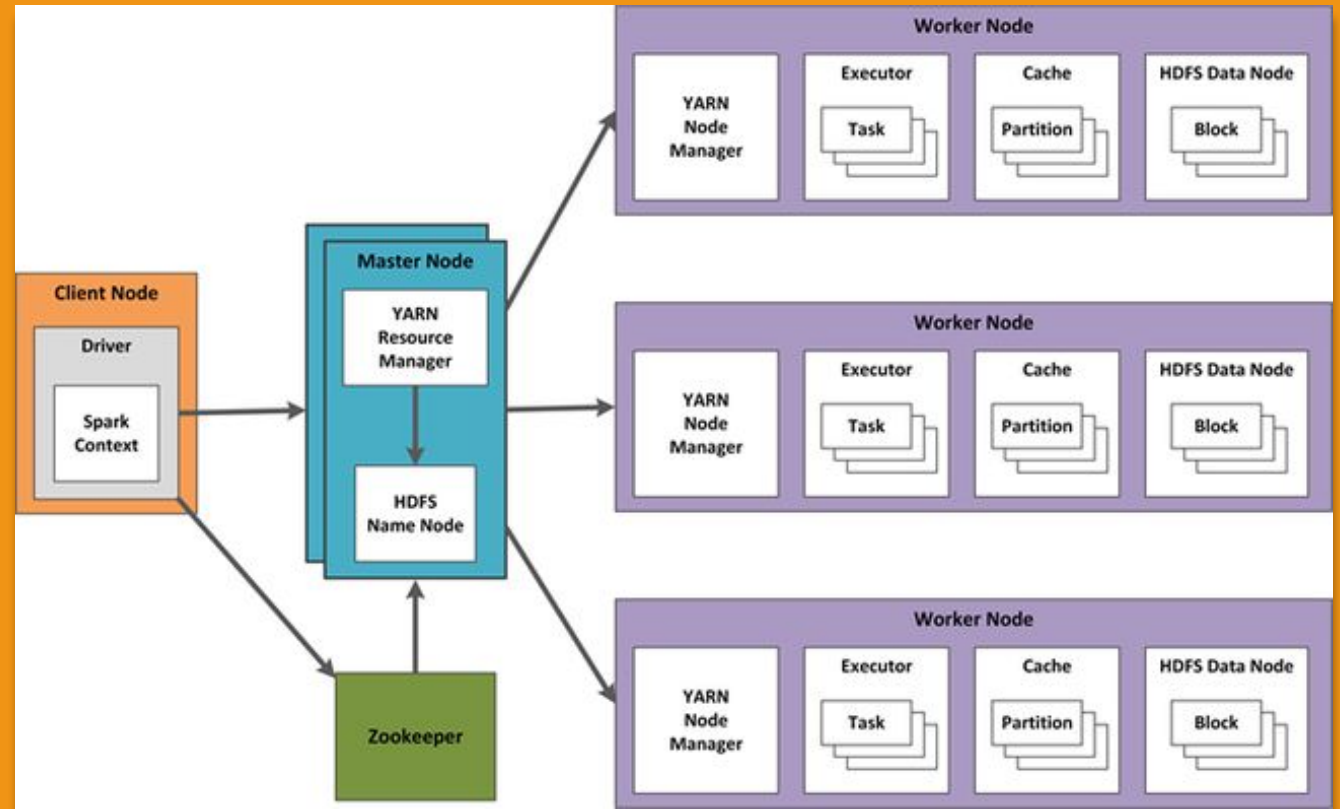 Client Node
Driver
Spark
Context
Master Node
YARN
Resource
Manager
HDFS
Name Node
Zookeeper
Worker Node
YARN
Node
Manager
Executor
Task
Cache
Partition
HDFS Data Node
Block
Worker Node
YARN
Node
Manager
Executor
Task
Cache
Partition
HDFS Data Node
Block
Worker Node
YARN
Node
Manager
Executor
Task
Cache
Partition
HDFS Data Node
Block